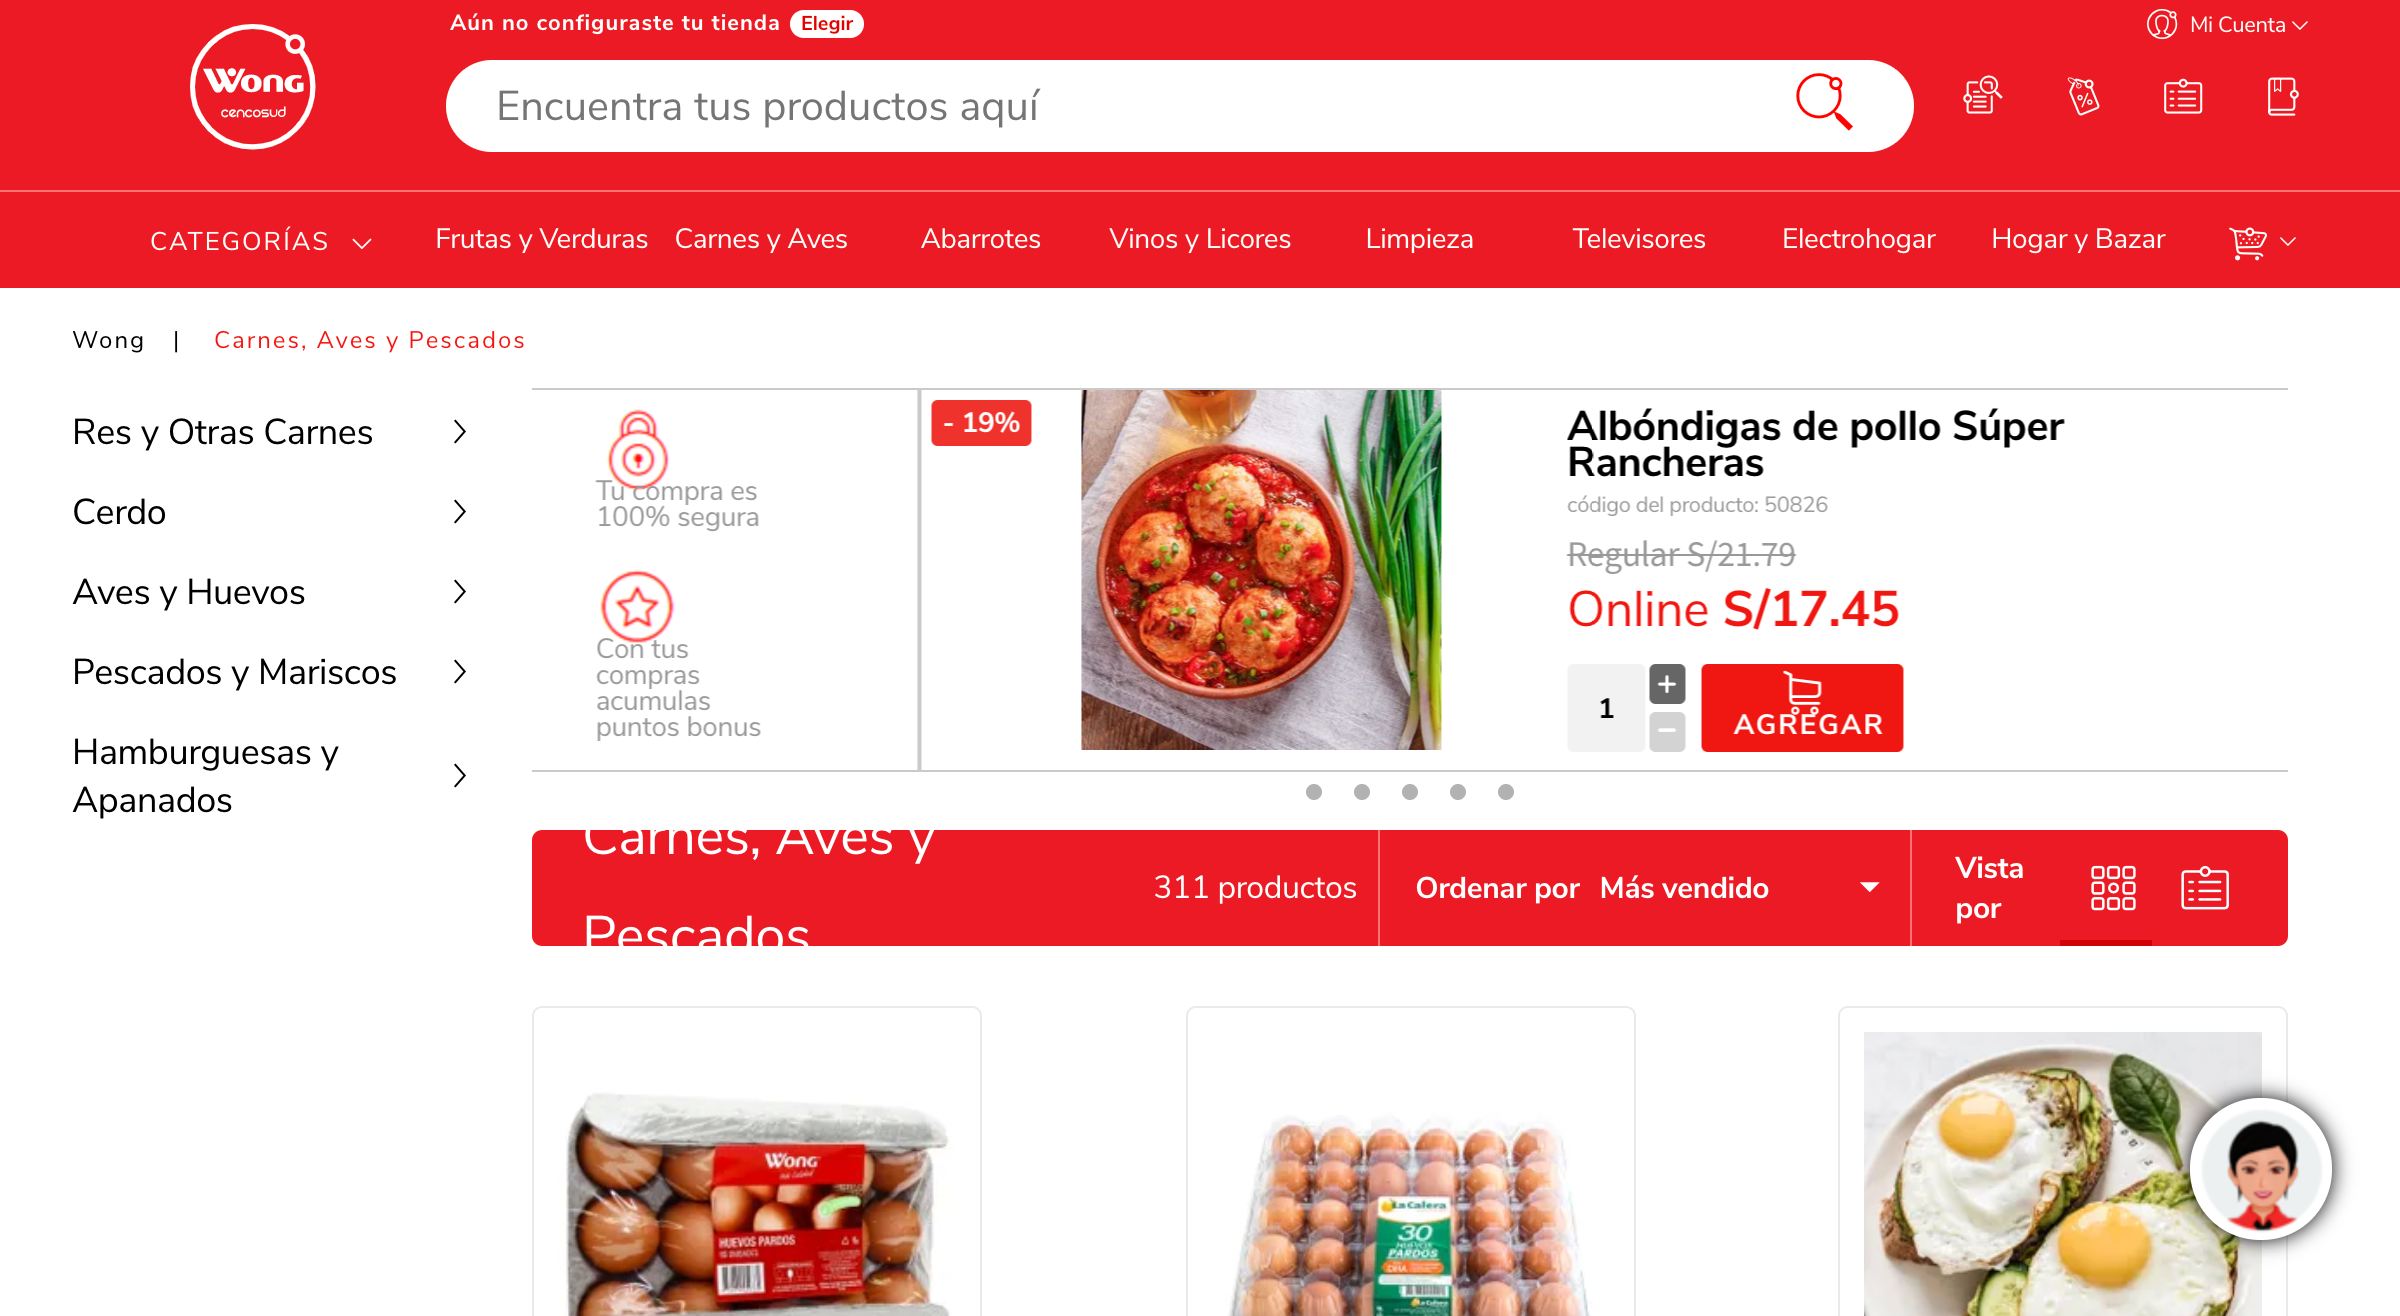 Aún no configuraste tu tienda Elegir
Mi Cuenta
Wong
cencosud
Encuentra tus productos aquí
CATEGORÍAS Frutas y Verduras Carnes y Aves Abarrotes Vinos y Licores Limpieza Televisores Electrohogar Hogar y Bazar
Wong | Carnes, Aves y Pescados
Res y Otras Carnes
Cerdo
Aves y Huevos
Pescados y Mariscos
Hamburguesas y
Apanados
Tu compra es
100% segura
Con tus
compras
acumulas
puntos bonus
- 19%
Albóndigas de pollo Súper
Rancheras
código del producto: 50826
Regular S/21.79
Online S/17.45
1
+
−
AGREGAR
Carnes, Aves y
Pescados
311 productos
Ordenar por Más vendido
Vista
por
Wong
HUEVOS PARDOS
La Calera
30
HUEVOS
PARDOS
La Calera